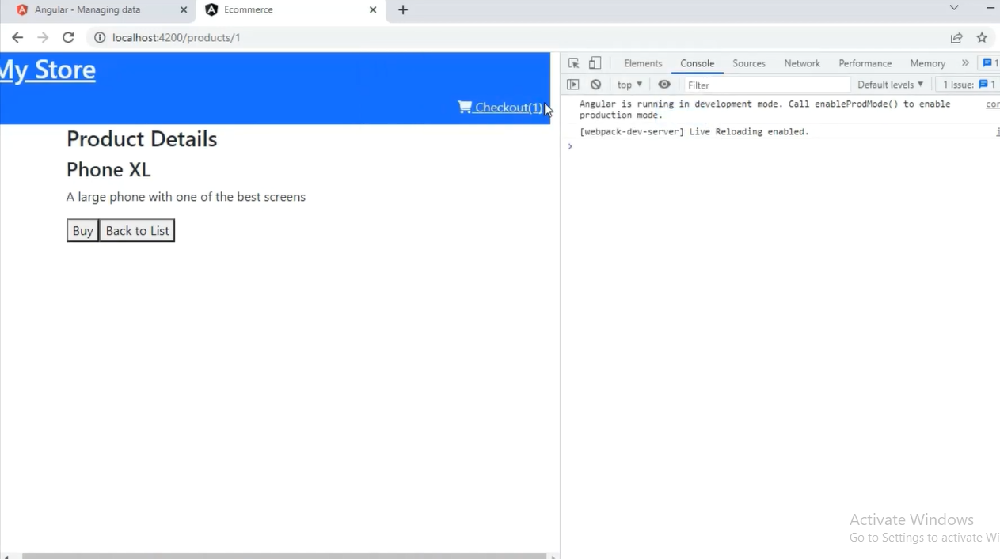 Angular - Managing data
Ecommerce
localhost:4200/products/1
My Store
Checkout(1)
Product Details
Phone XL
A large phone with one of the best screens
Buy
Back to List
Elements Console Sources Network Performance Memory » 1
top Filter Default levels 1 Issue: 1
Angular is running in development mode. Call enableProdMode() to enable
production mode.
[webpack-dev-server] Live Reloading enabled.
Activate Windows
Go to Settings to activate Wi